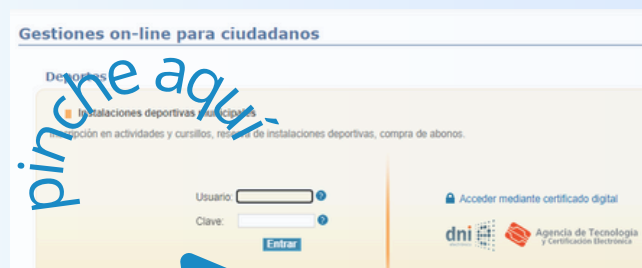 Gestiones on-line para ciudadanos
Deportes
pinche aquí
Instalaciones deportivas municipales
Inscripción en actividades y cursillos, reserva de instalaciones deportivas, compra de abonos.
Usuario:
Clave:
Entrar
Acceder mediante certificado digital
dni
Agencia de Tecnología
y Certificación Electrónica